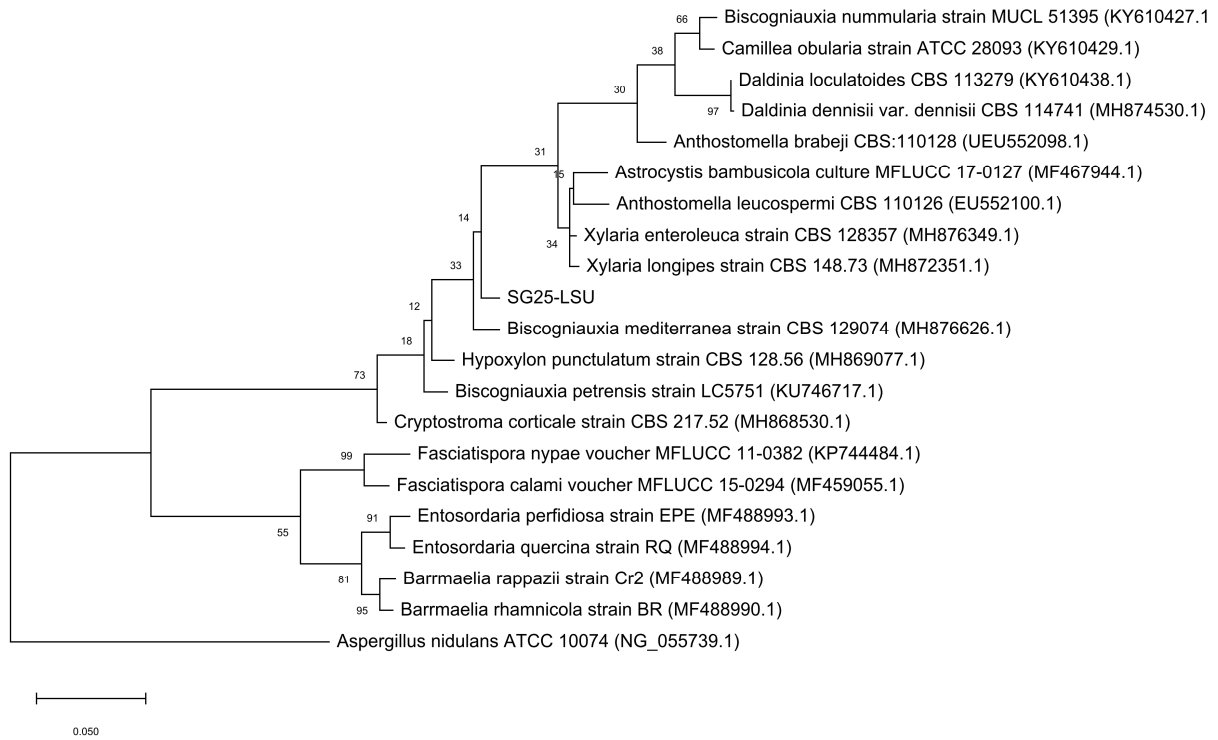 Biscogniauxia nummularia strain MUCL 51395 (KY610427.1
66
Camillea obularia strain ATCC 28093 (KY610429.1)
38
Daldinia loculatoides CBS 113279 (KY610438.1)
30
97
Daldinia dennisii var. dennisii CBS 114741 (MH874530.1)
Anthostomella brabeji CBS:110128 (UEU552098.1)
31
15
Astrocystis bambusicola culture MFLUCC 17-0127 (MF467944.1)
Anthostomella leucospermi CBS 110126 (EU552100.1)
14
Xylaria enteroleuca strain CBS 128357 (MH876349.1)
34
33
Xylaria longipes strain CBS 148.73 (MH872351.1)
SG25-LSU
12
Biscogniauxia mediterranea strain CBS 129074 (MH876626.1)
18
Hypoxylon punctulatum strain CBS 128.56 (MH869077.1)
73
Biscogniauxia petrensis strain LC5751 (KU746717.1)
Cryptostroma corticale strain CBS 217.52 (MH868530.1)
99
Fasciatispora nypae voucher MFLUCC 11-0382 (KP744484.1)
Fasciatispora calami voucher MFLUCC 15-0294 (MF459055.1)
91
Entosordaria perfidiosa strain EPE (MF488993.1)
55
Entosordaria quercina strain RQ (MF488994.1)
81
Barrmaelia rappazii strain Cr2 (MF488989.1)
95
Barrmaelia rhamnicola strain BR (MF488990.1)
Aspergillus nidulans ATCC 10074 (NG_055739.1)
0.050